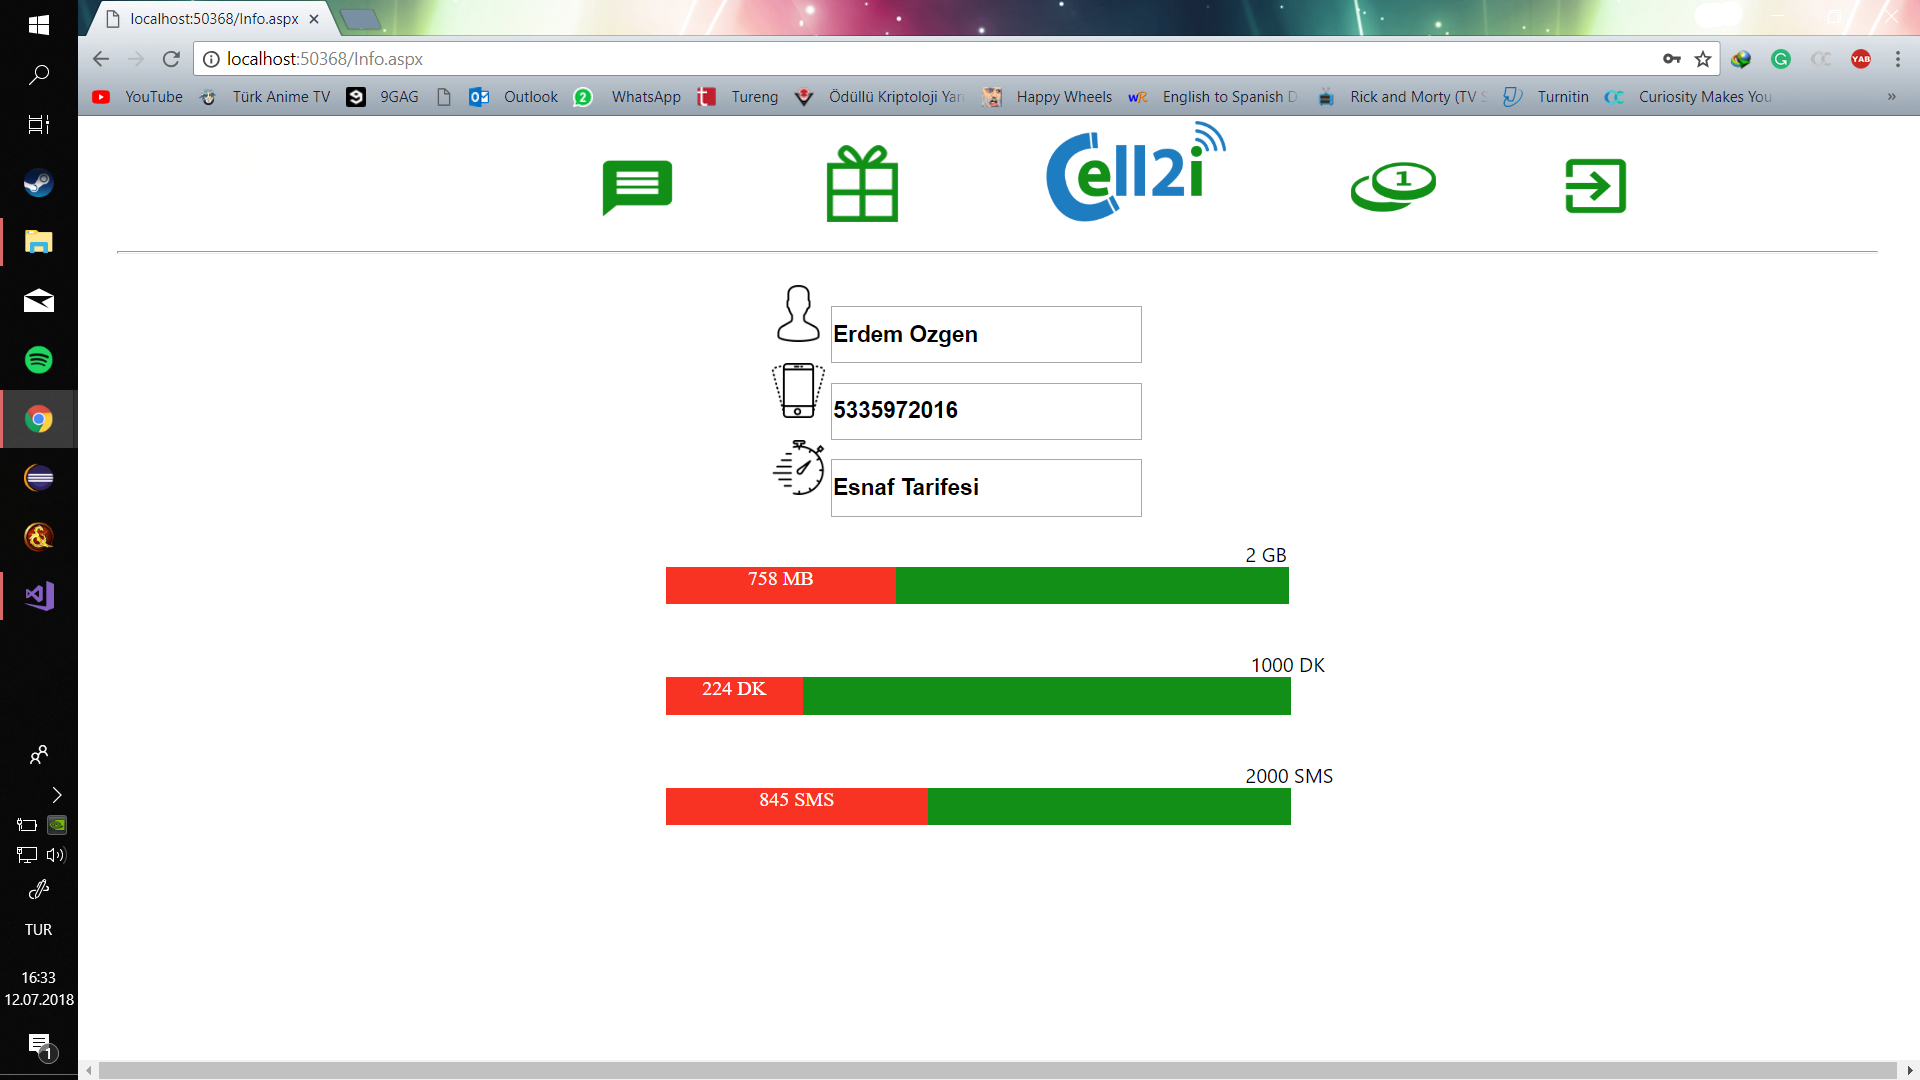 localhost:50368/Info.aspx
localhost:50368/Info.aspx
YouTube
Türk Anime TV
9GAG
Outlook
2
WhatsApp
Tureng
Ödüllü Kriptoloji Yar
Happy Wheels
WR
English to Spanish D
Rick and Morty (TV S
Turnitin
Curiosity Makes You
»
YAB
Cell2i
1
Erdem Ozgen
5335972016
Esnaf Tarifesi
2 GB
758 MB
1000 DK
224 DK
2000 SMS
845 SMS
TUR
16:33
12.07.2018
1